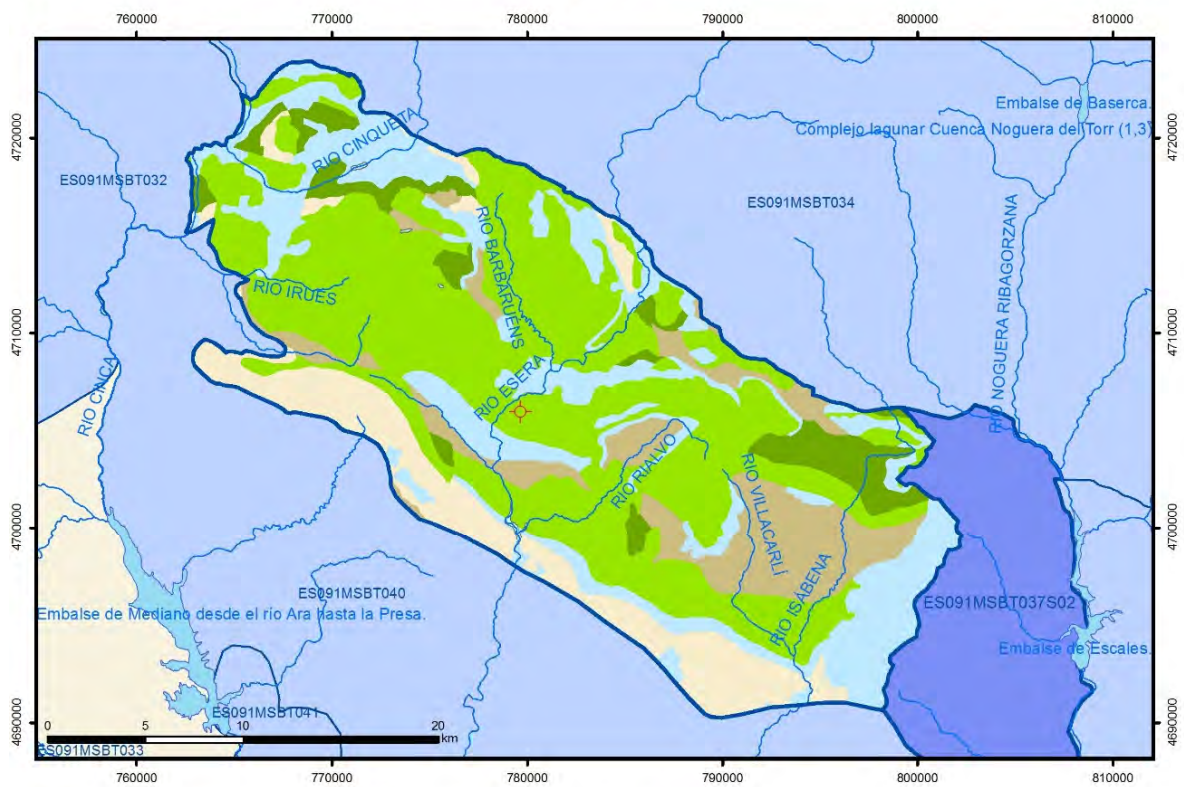 760000
770000
780000
790000
800000
810000
4720000
4710000
4700000
4690000
4720000
4710000
4700000
4690000
Embalse de Baserca.
Complejo lagunar Cuenca Noguera del Torr (1,3)
RIO CINQUETA
ES091MSBT032
ES091MSBT034
RIO NOGUERA RIBAGORZANA
RIO BARBARUÉNS
RIO IRUES
RIO CINCA
RIO ESERA
RIO RIALVO
RIO VILLACARLÍ
RIO ISÁBENA
ES091MSBT040
ES091MSBT037S02
Embalse de Mediano desde el río Ara hasta la Presa.
Embalse de Escales.
ES091MSBT041
0 5 10 20
km
ES091MSBT033
760000
770000
780000
790000
800000
810000